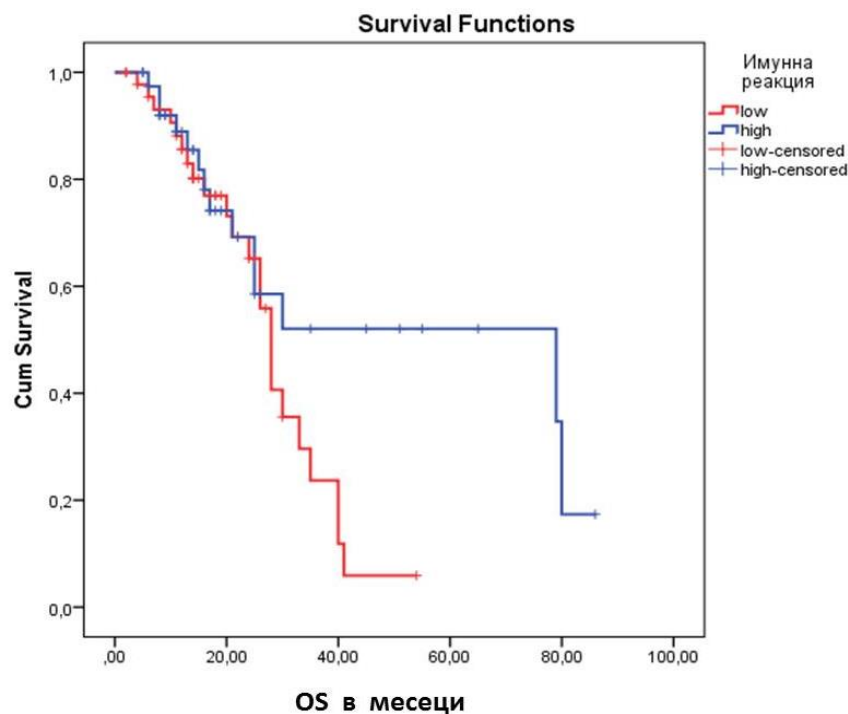 Survival Functions
Имунна
реакция
low
high
low-censored
high-censored
1,0
0,8
0,6
0,4
0,2
0,0
Cum Survival
,00 20,00 40,00 60,00 80,00 100,00
OS в месеци